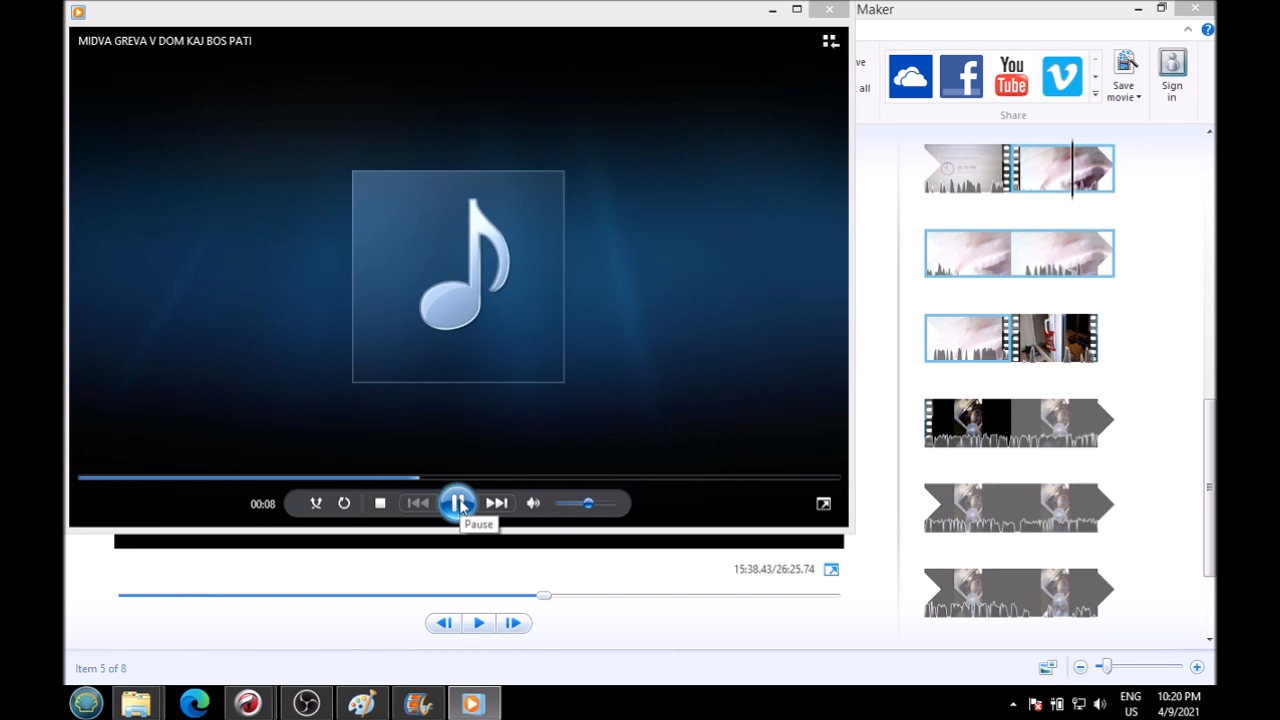 Maker
MIDVA GREVA V DOM KAJ BOS PATI
ve
all
You
Tube
Save
movie
Sign
in
Share
00:08
Pause
15:38.43/26:25.74
Item 5 of 8
ENG
US
10:20 PM
4/9/2021